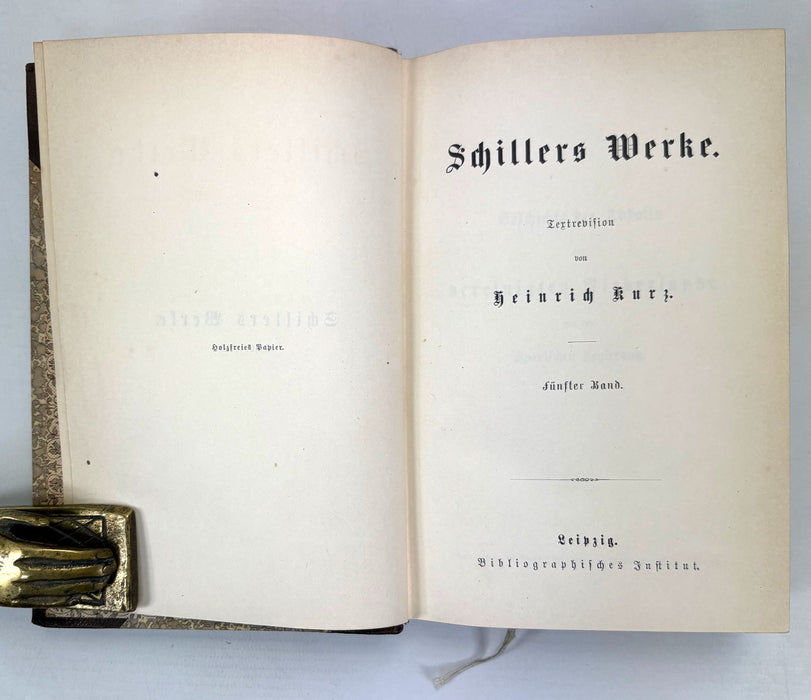 Holzfreies Papier.
Schillers Werke.
Textrevision
von
Heinrich Kurz.
Fünfter Band.
Leipzig.
Bibliographisches Institut.